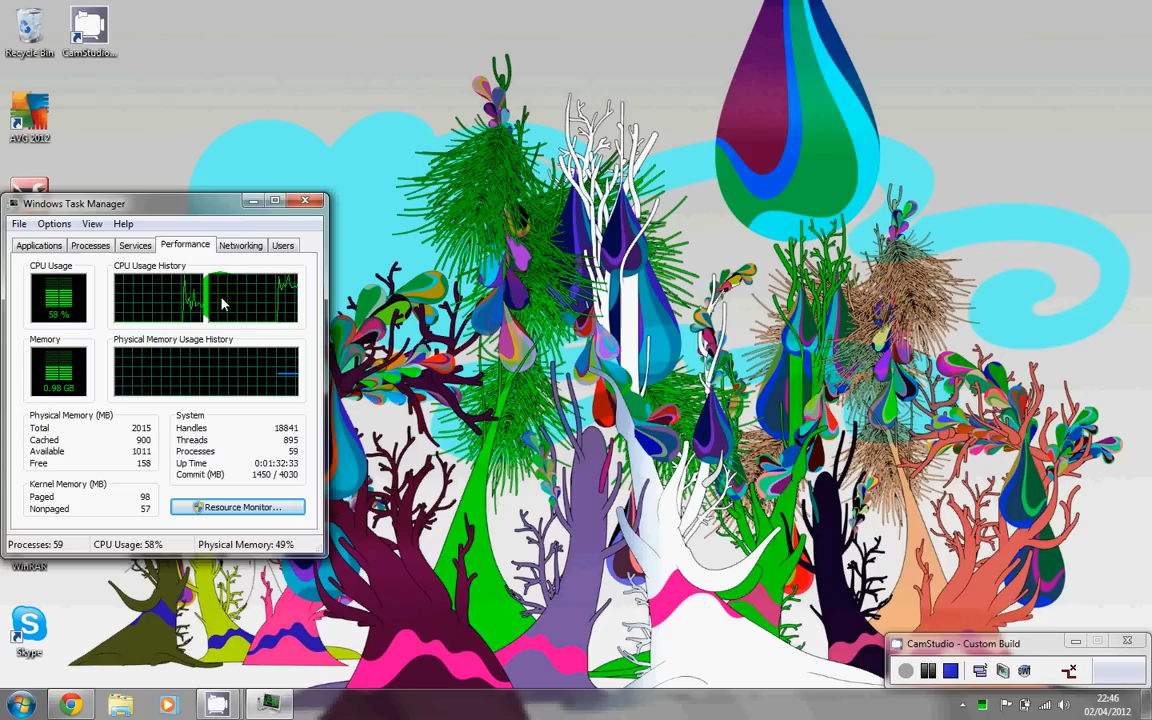 Recycle Bin
CamStudio...
AVG 2012
Windows Task Manager
File Options View Help
Applications Processes Services Performance Networking Users
CPU Usage
CPU Usage History
58 %
Memory
Physical Memory Usage History
0.98 GB
Physical Memory (MB)
Total 2015
Cached 900
Available 1011
Free 158
Kernel Memory (MB)
Paged 98
Nonpaged 57
System
Handles 18841
Threads 895
Processes 59
Up Time 0:01:32:33
Commit (MB) 1450 / 4030
Resource Monitor...
Processes: 59 CPU Usage: 58% Physical Memory: 49%
WinRAR
Skype
CamStudio - Custom Build
22:46
02/04/2012